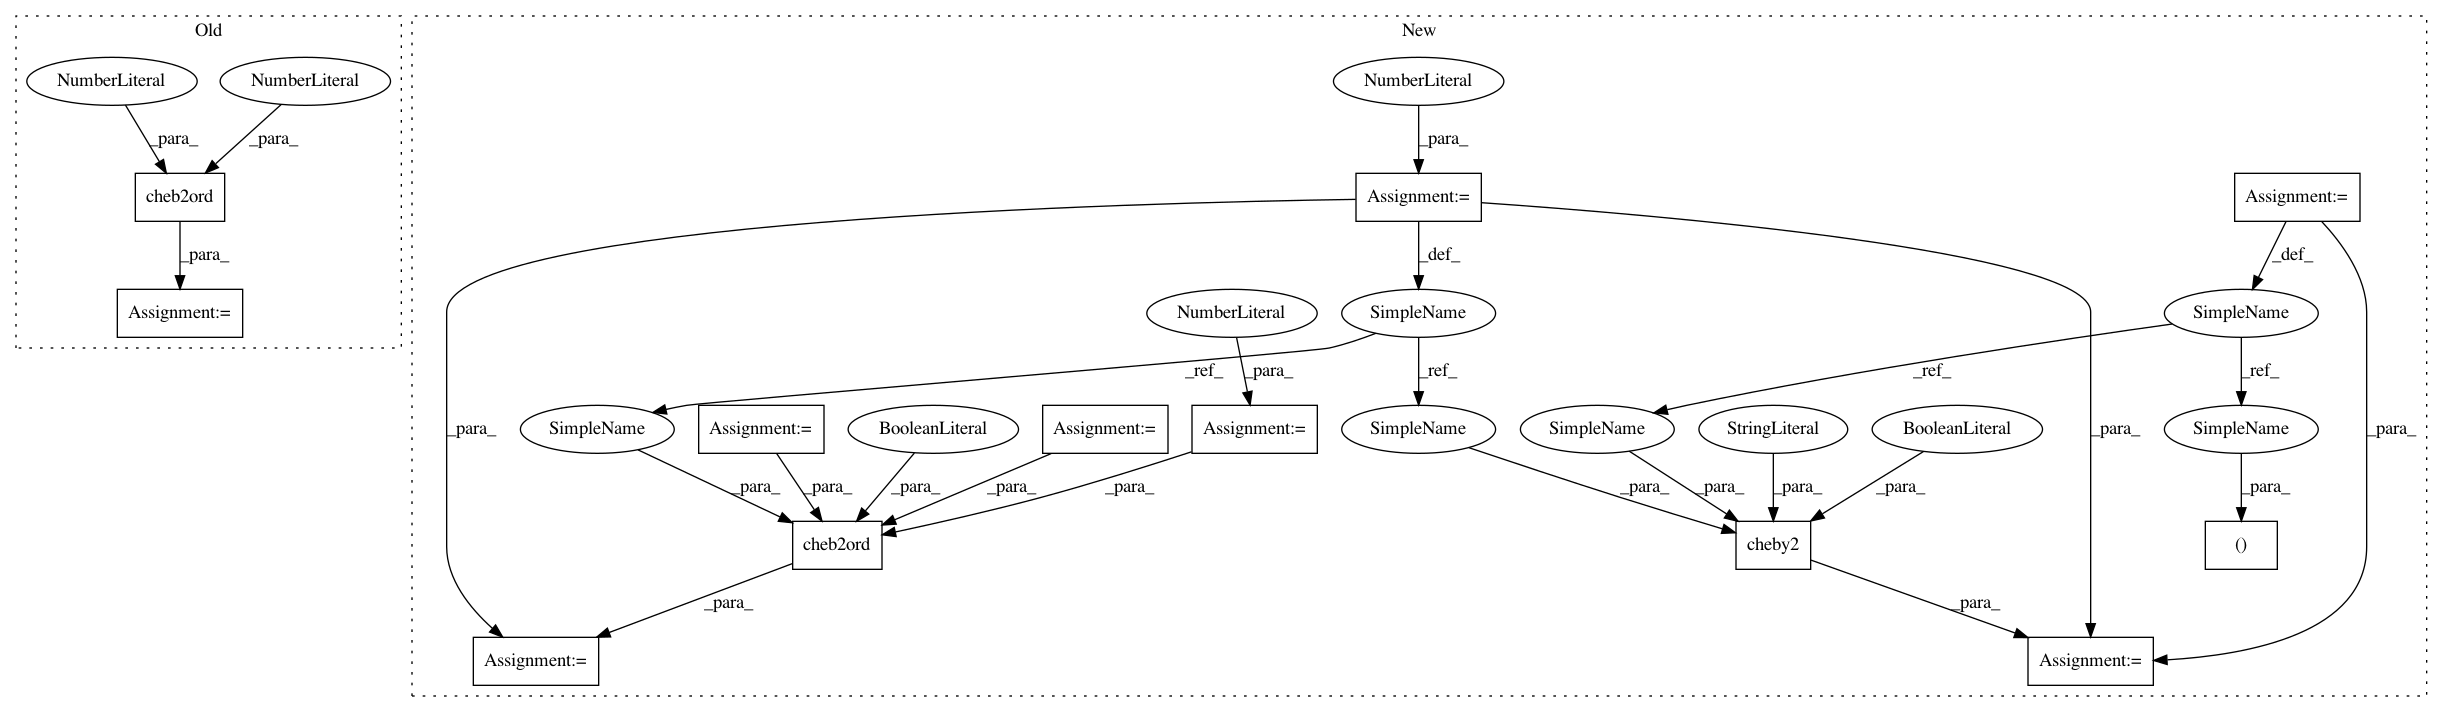 Old
New
NumberLiteral
NumberLiteral
NumberLiteral
_para_
_para_
_para_
cheb2ord
Assignment:=
Assignment:=
_para_
_def_
_def_
Assignment:=
NumberLiteral
SimpleName
SimpleName
_ref_
_para_
_ref_
_ref_
_ref_
_para_
SimpleName
Assignment:=
BooleanLiteral
Assignment:=
Assignment:=
SimpleName
SimpleName
StringLiteral
BooleanLiteral
SimpleName
_para_
_para_
_para_
_para_
_para_
_para_
_para_
_para_
_para_
_para_
_para_
_para_
cheb2ord
cheby2
()
_para_
_para_
Assignment:=
Assignment:=